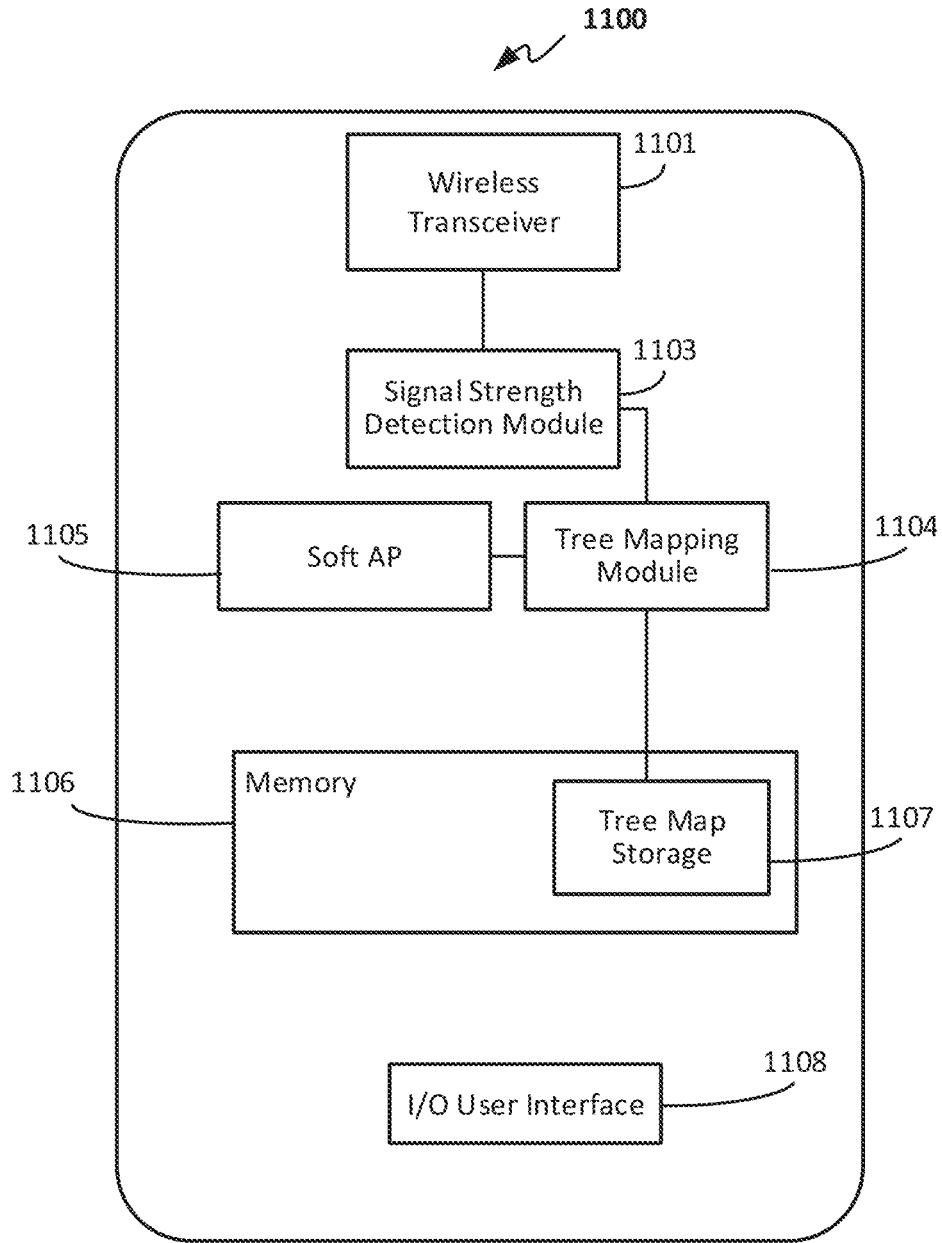 1100
1101
Wireless
Transceiver
1103
Signal Strength
Detection Module
1105
Soft AP
Tree Mapping
Module
1104
1106
Memory
Tree Map
Storage
1107
1108
I/O User Interface